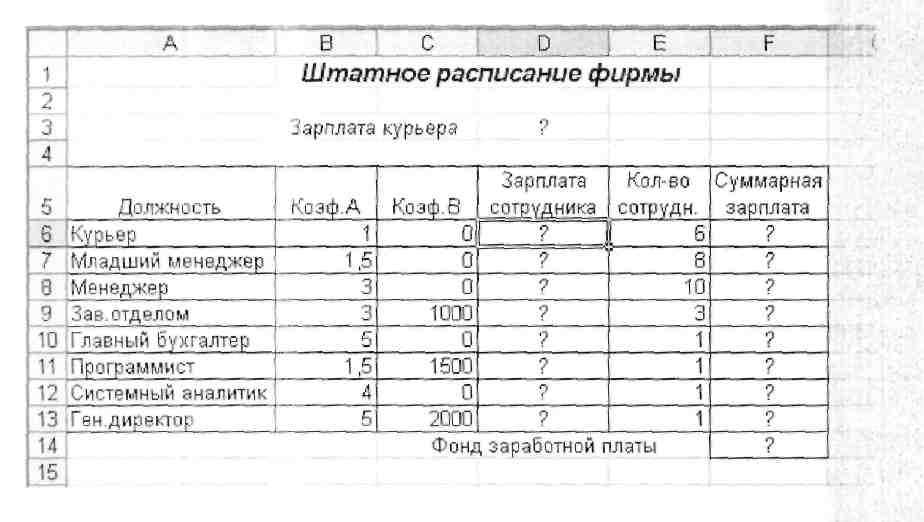 A B C D E F
1 Штатное расписание фирмы
2
3 Зарплата курьера ?
4
Зарплата Кол-во Суммарная
5 Должность Коэф.А Коэф.В сотрудника сотрудн. зарплата
6 Курьер 1 0 ? 6 ?
7 Младший менеджер 1,5 0 ? 8 ?
8 Менеджер 3 0 ? 10 ?
9 Зав.отделом 3 1000 ? 3 ?
10 Главный бухгалтер 5 0 ? 1 ?
11 Программист 1,5 1500 ? 1 ?
12 Системный аналитик 4 0 ? 1 ?
13 Ген.директор 5 2000 ? 1 ?
14 Фонд заработной платы ?
15